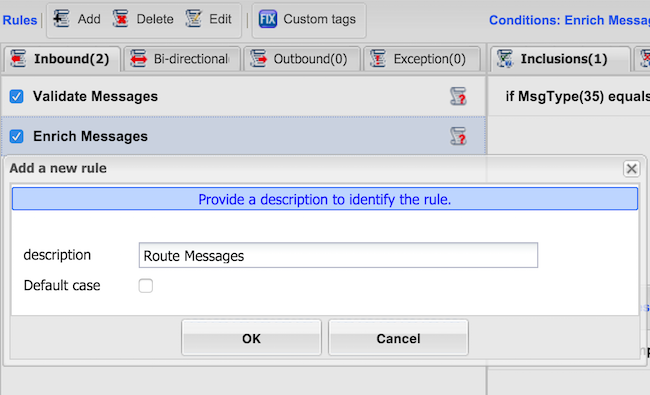 Rules Add Delete Edit FIX Custom tags Conditions: Enrich Messag
Inbound(2) Bi-directional Outbound(0) Exception(0) Inclusions(1)
Validate Messages if MsgType(35) equals
Enrich Messages
Add a new rule
Provide a description to identify the rule.
description Route Messages
Default case
OK Cancel